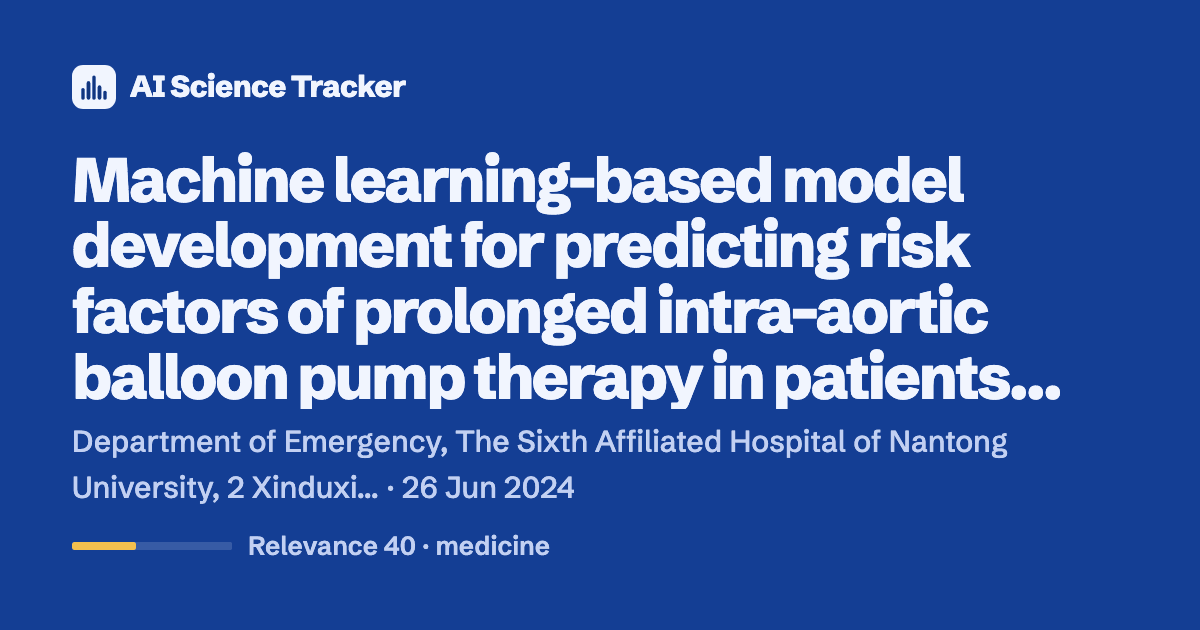 AI Science Tracker
Machine learning-based model
development for predicting risk
factors of prolonged intra-aortic
balloon pump therapy in patients...
Department of Emergency, The Sixth Affiliated Hospital of Nantong
University, 2 Xinduxi... · 26 Jun 2024
Relevance 40 · medicine